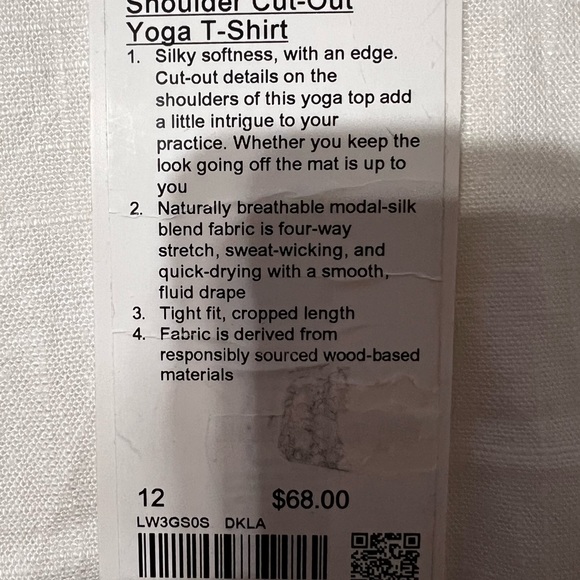 Shoulder Cut-Out
Yoga T-Shirt
1. Silky softness, with an edge.
Cut-out details on the
shoulders of this yoga top add
a little intrigue to your
practice. Whether you keep the
look going off the mat is up to
you
2. Naturally breathable modal-silk
blend fabric is four-way
stretch, sweat-wicking, and
quick-drying with a smooth,
fluid drape
3. Tight fit, cropped length
4. Fabric is derived from
responsibly sourced wood-based
materials
12 $68.00
LW3GS0S DKLA